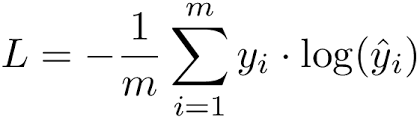 L = -\frac{1}{m} \sum_{i=1}^{m} y_i \cdot \log(\hat{y}_i)